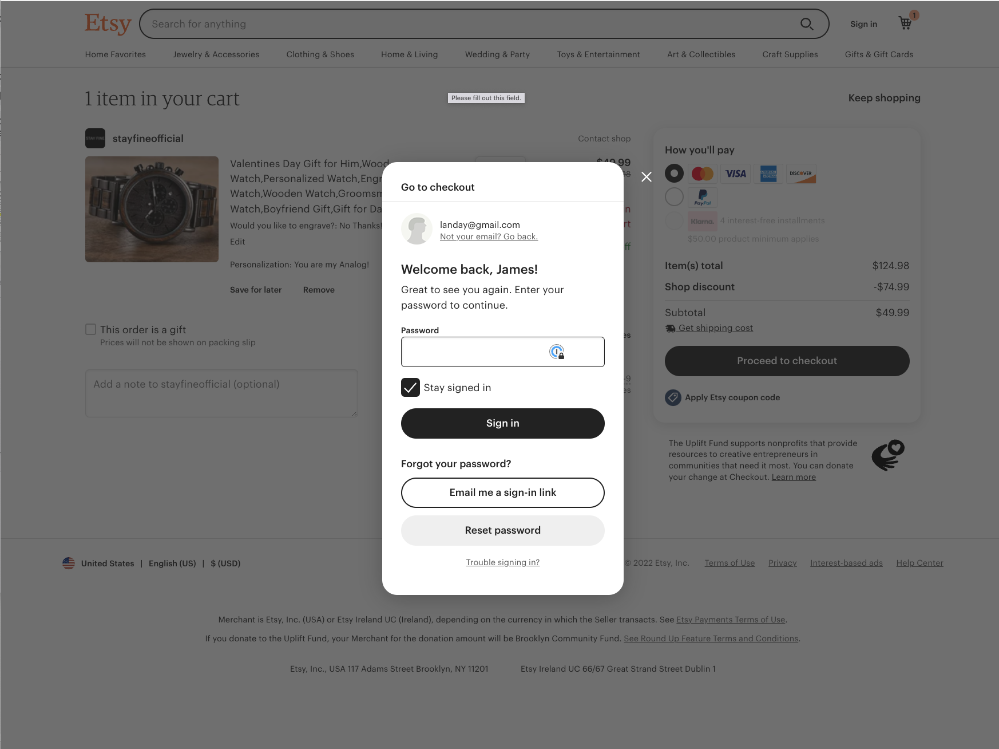 Etsy
Search for anything
Sign in
1
Home Favorites
Jewelry & Accessories
Clothing & Shoes
Home & Living
Wedding & Party
Toys & Entertainment
Art & Collectibles
Craft Supplies
Gifts & Gift Cards
1 item in your cart
Please fill out this field.
Keep shopping
STAY FINE
stayfineofficial
Contact shop
Valentines Day Gift for Him,Wood
Watch,Personalized Watch,Engr
Watch,Wooden Watch,Groomsm
Watch,Boyfriend Gift,Gift for Da
Would you like to engrave?: No Thanks!
Edit
Personalization: You are my Analog!
Save for later
Remove
$49.99
98
in
rt
ff
This order is a gift
Prices will not be shown on packing slip
Add a note to stayfineofficial (optional)
es
-9
es
Go to checkout
landay@gmail.com
Not your email? Go back.
Welcome back, James!
Great to see you again. Enter your
password to continue.
Password
Stay signed in
Sign in
Forgot your password?
Email me a sign-in link
Reset password
Trouble signing in?
How you'll pay
VISA
AMERICAN EXPRESS
DISCOVER
PayPal
Klarna. 4 interest-free installments
$50.00 product minimum applies
Item(s) total $124.98
Shop discount -$74.99
Subtotal $49.99
Get shipping cost
Proceed to checkout
Apply Etsy coupon code
The Uplift Fund supports nonprofits that provide
resources to creative entrepreneurs in
communities that need it most. You can donate
your change at Checkout. Learn more
United States | English (US) | $ (USD)
© 2022 Etsy, Inc.
Terms of Use
Privacy
Interest-based ads
Help Center
Merchant is Etsy, Inc. (USA) or Etsy Ireland UC (Ireland), depending on the currency in which the Seller transacts. See Etsy Payments Terms of Use.
If you donate to the Uplift Fund, your Merchant for the donation amount will be Brooklyn Community Fund. See Round Up Feature Terms and Conditions.
Etsy, Inc., USA 117 Adams Street Brooklyn, NY 11201
Etsy Ireland UC 66/67 Great Strand Street Dublin 1